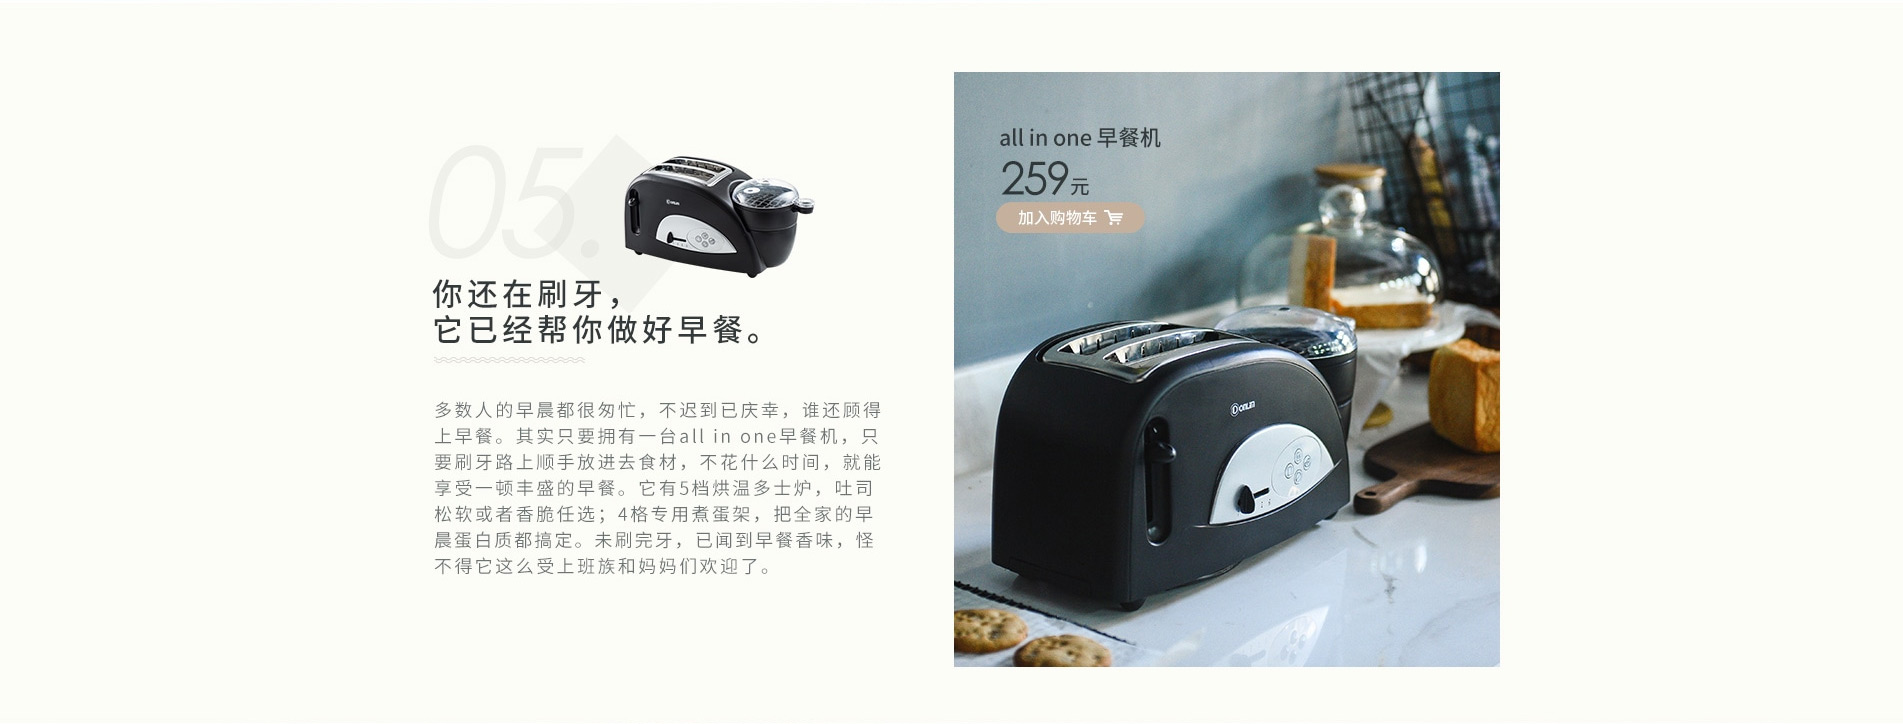 05.
你还在刷牙，
它已经帮你做好早餐。
多数人的早晨都很匆忙，不迟到已庆幸，谁还顾得
上早餐。其实只要拥有一台all in one早餐机，只
要刷牙路上顺手放进去食材，不花什么时间，就能
享受一顿丰盛的早餐。它有5档烘温多士炉，吐司
松软或者香脆任选；4格专用煮蛋架，把全家的早
晨蛋白质都搞定。未刷完牙，已闻到早餐香味，怪
不得它这么受上班族和妈妈们欢迎了。
all in one 早餐机
259元
加入购物车